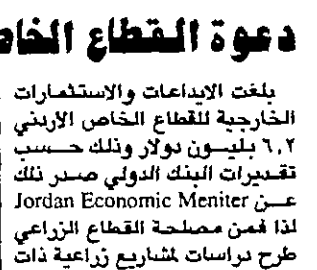 دعوة القطاع الخاص
بلغت الايداعات والاستثمارات
الخارجية للقطاع الخاص الاردني
٦,٢ بليون دولار وذلك حسب
تقديرات البنك الدولي صدر ذلك
عن Jordan Economic Meniter
لذا فمن مصلحة القطاع الزراعي
طرح دراسات لمشاريع زراعية ذات